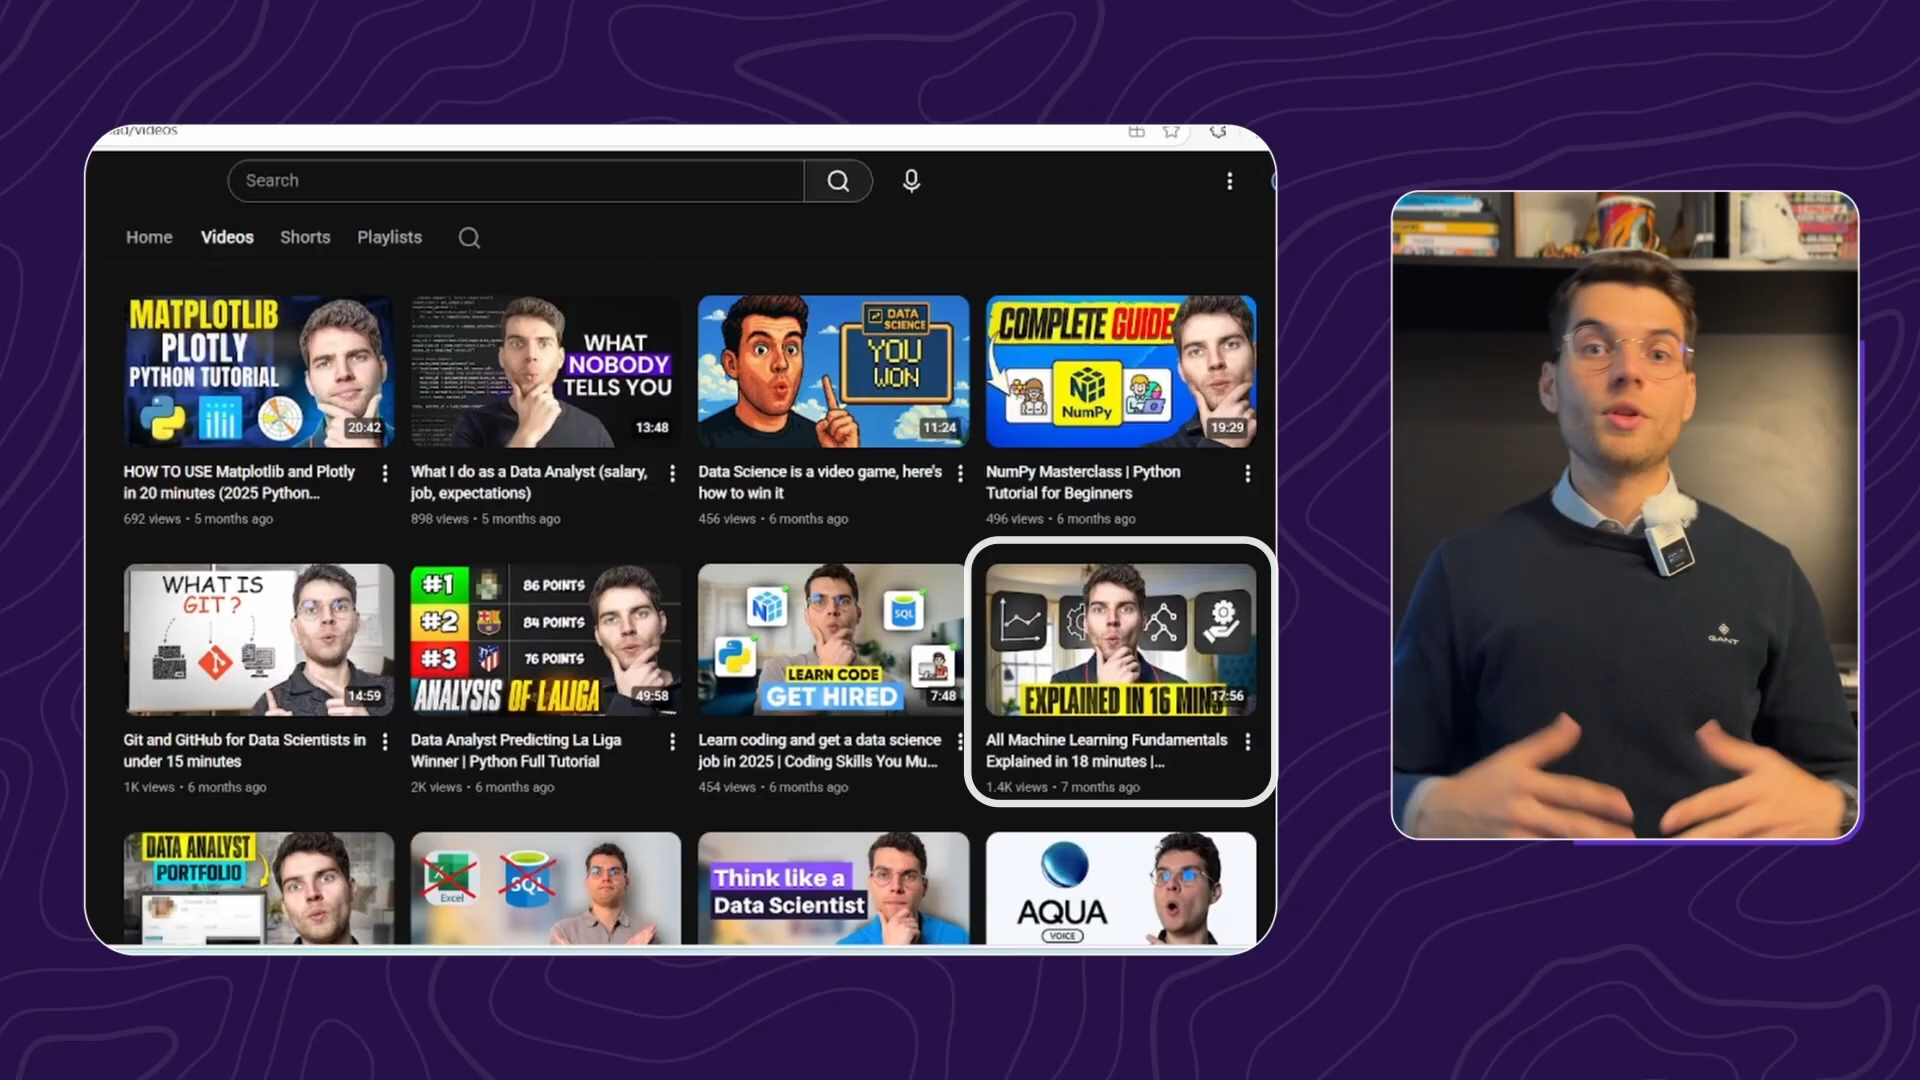 ad/videos
Search
Home Videos Shorts Playlists
MATPLOTLIB
PLOTLY
PYTHON TUTORIAL
20:42
HOW TO USE Matplotlib and Plotly
in 20 minutes (2025 Python...
692 views • 5 months ago
WHAT
NOBODY
TELLS YOU
13:48
What I do as a Data Analyst (salary,
job, expectations)
898 views • 5 months ago
DATA
SCIENCE
YOU
WON
11:24
Data Science is a video game, here's
how to win it
456 views • 6 months ago
COMPLETE GUIDE
NumPy
19:29
NumPy Masterclass | Python
Tutorial for Beginners
496 views • 6 months ago
WHAT IS
GIT?
14:59
Git and GitHub for Data Scientists in
under 15 minutes
1K views • 6 months ago
#1 86 POINTS
#2 84 POINTS
#3 76 POINTS
ANALYSIS OF LALIGA
49:58
Data Analyst Predicting La Liga
Winner | Python Full Tutorial
2K views • 6 months ago
SQL
LEARN CODE
GET HIRED
7:48
Learn coding and get a data science
job in 2025 | Coding Skills You Mu...
454 views • 6 months ago
EXPLAINED IN 16 MINS
17:56
All Machine Learning Fundamentals
Explained in 18 minutes |...
1.4K views • 7 months ago
DATA ANALYST
PORTFOLIO
Excel
SQL
Think like a
Data Scientist
AQUA
VOICE
GANT